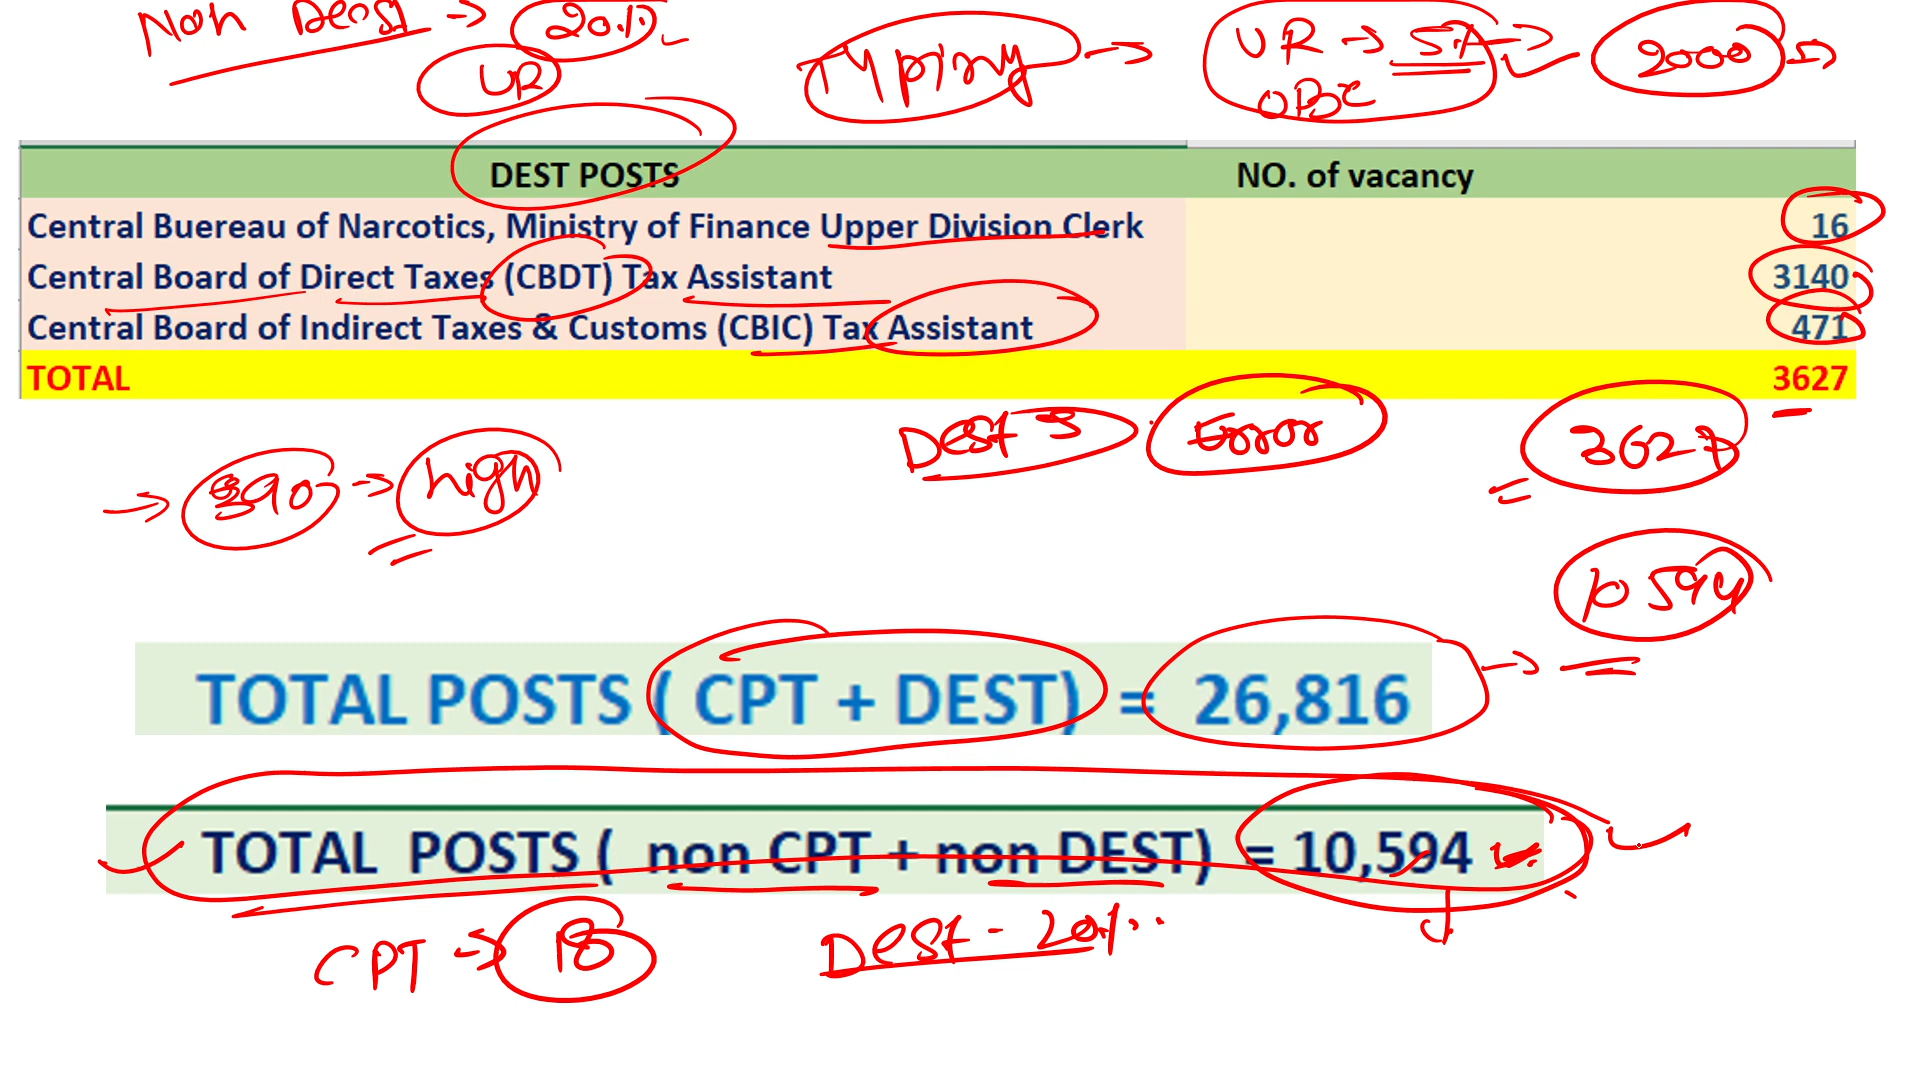 Non Dest → 20%
UR
Typing →
UR → 5%
OBC
2000
DEST POSTS NO. of vacancy
Central Buereau of Narcotics, Ministry of Finance Upper Division Clerk 16
Central Board of Direct Taxes (CBDT) Tax Assistant 3140
Central Board of Indirect Taxes & Customs (CBIC) Tax Assistant 471
TOTAL 3627
Dest Error 3627
→ 390 → high
10594
TOTAL POSTS ( CPT + DEST) = 26,816 →
TOTAL POSTS ( non CPT + non DEST) = 10,594
CPT → 18
Dest - 20%